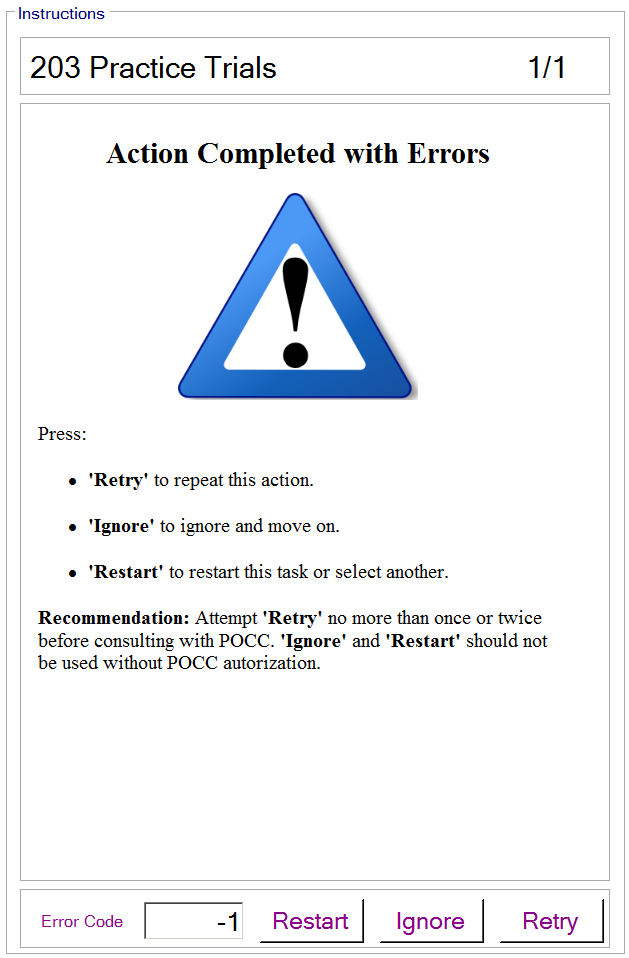 Instructions
203 Practice Trials 1/1
Action Completed with Errors
!
Press:
• 'Retry' to repeat this action.
• 'Ignore' to ignore and move on.
• 'Restart' to restart this task or select another.
Recommendation: Attempt 'Retry' no more than once or twice
before consulting with POCC. 'Ignore' and 'Restart' should not
be used without POCC autorization.
Error Code -1 Restart Ignore Retry